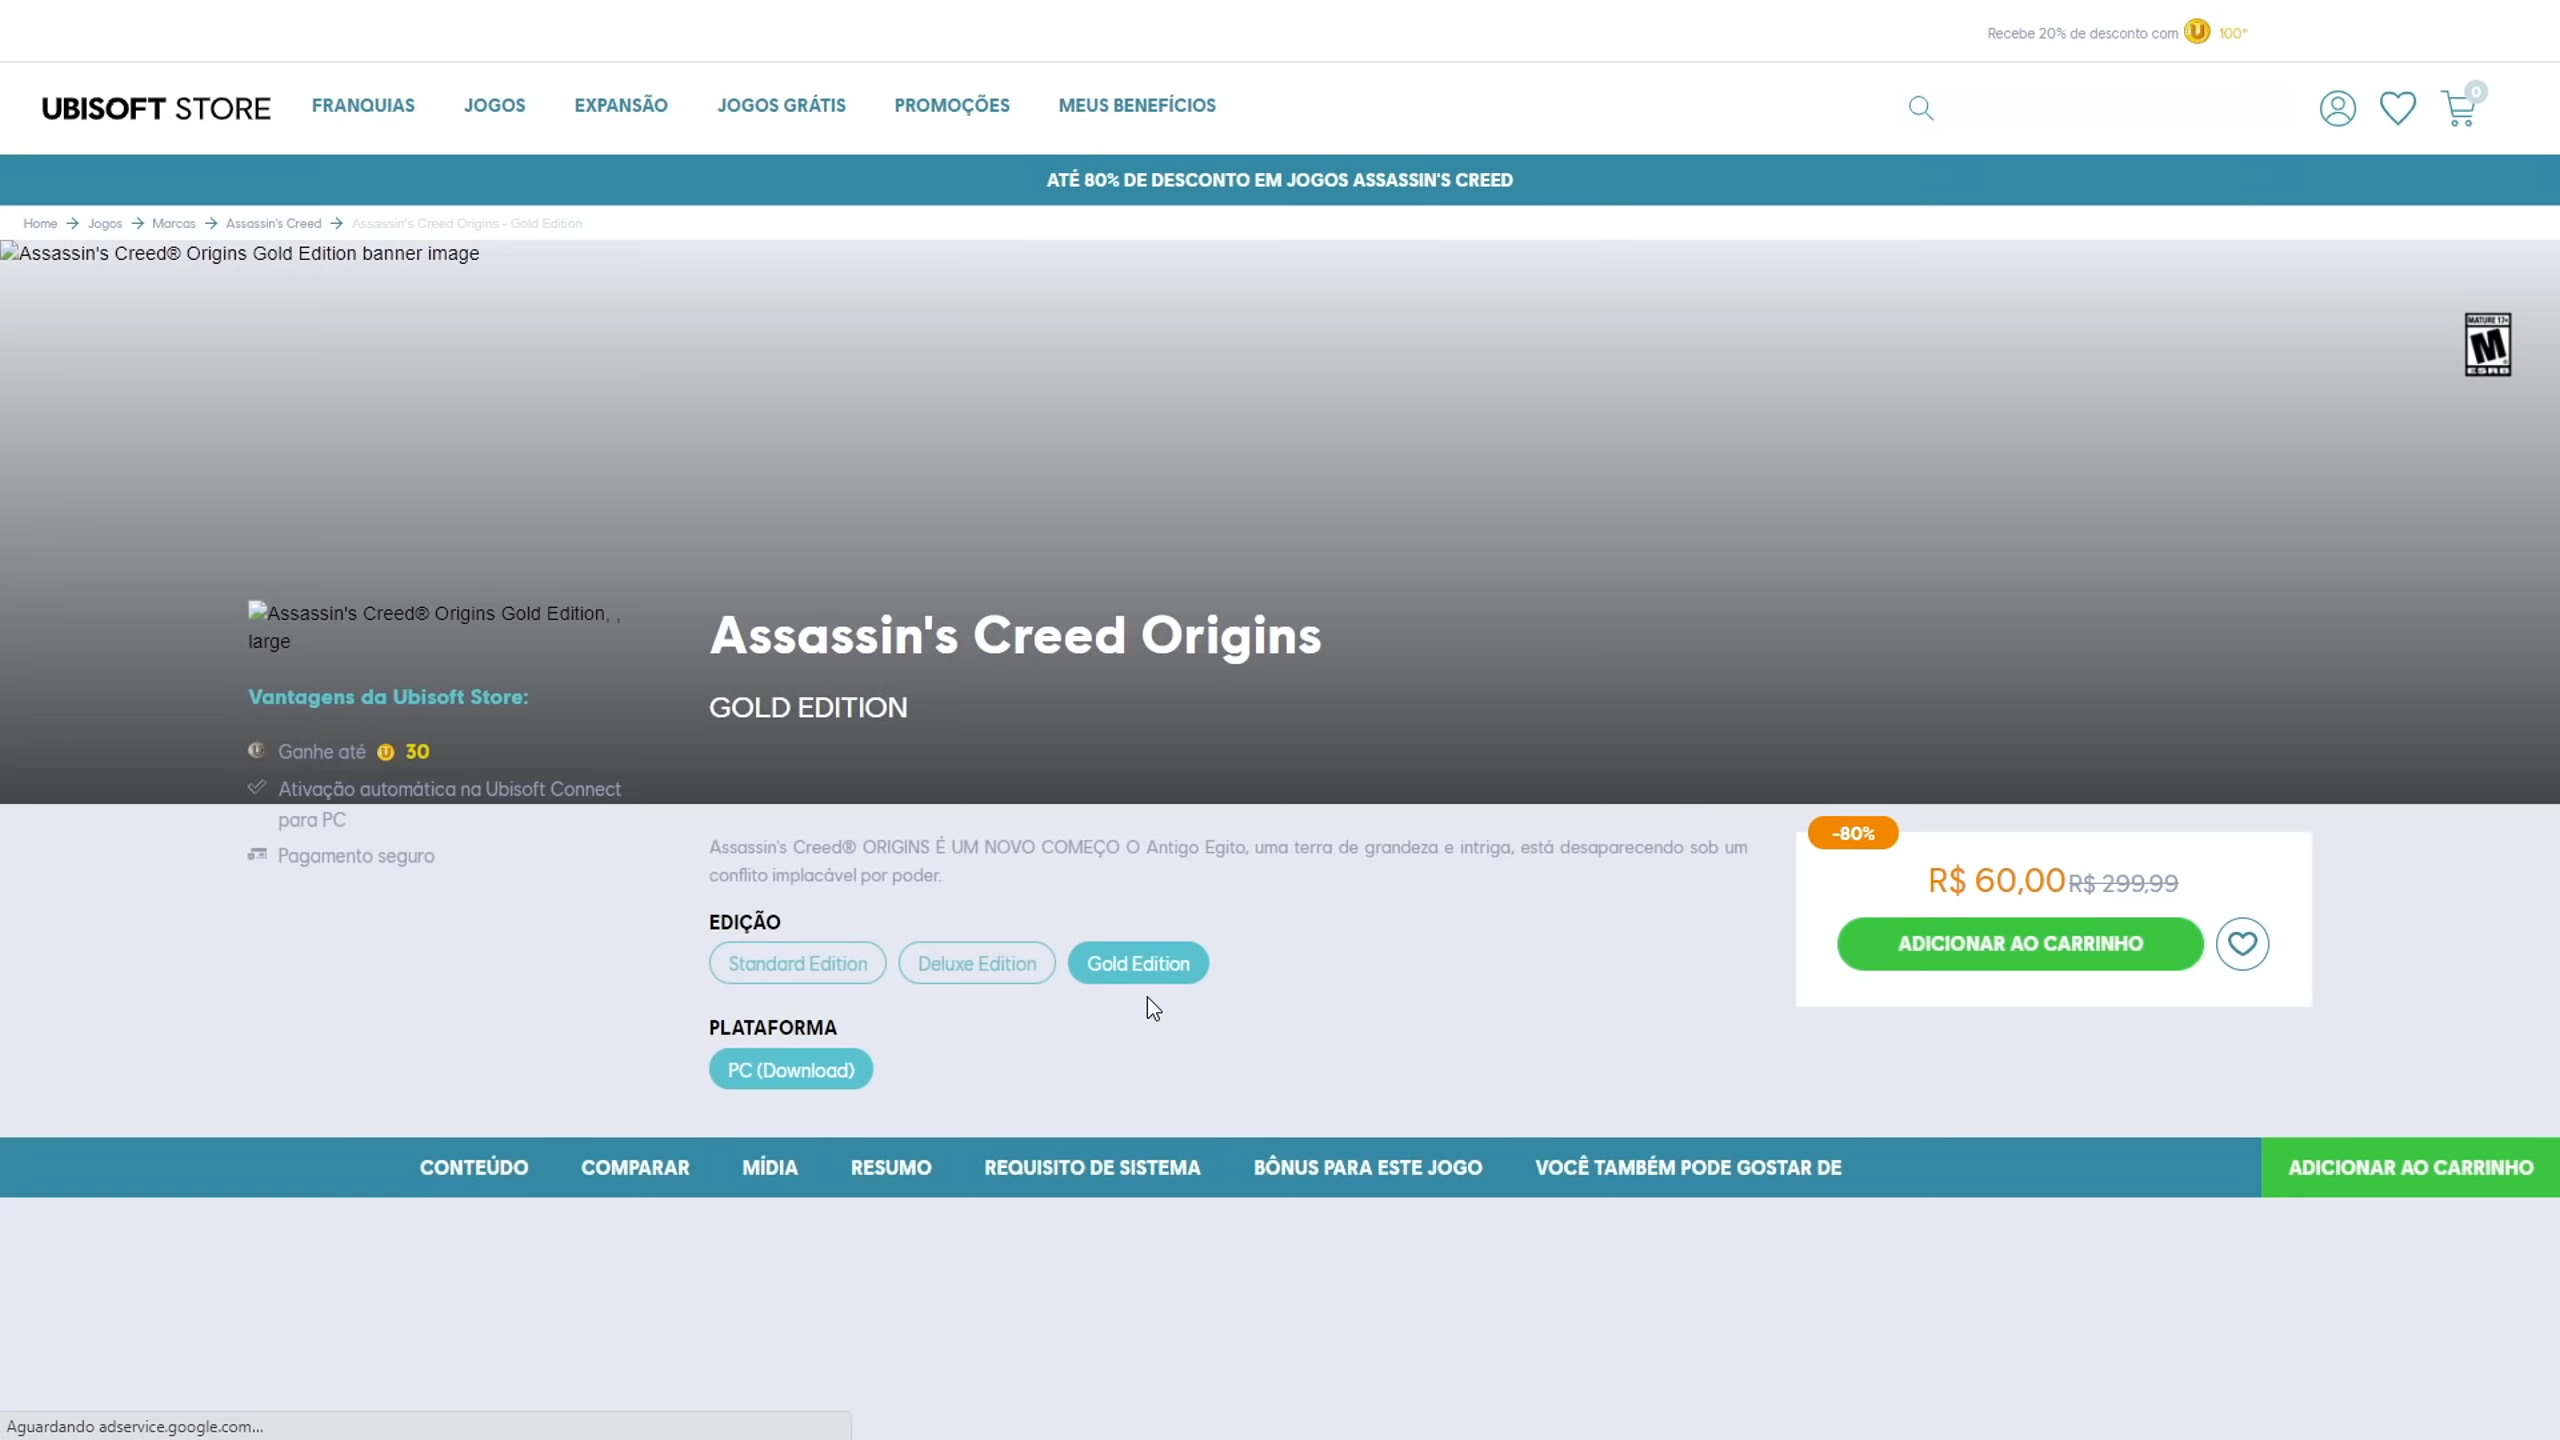 Recebe 20% de desconto com 100*
UBISOFT STORE
FRANQUIAS
JOGOS
EXPANSÃO
JOGOS GRÁTIS
PROMOÇÕES
MEUS BENEFÍCIOS
0
ATÉ 80% DE DESCONTO EM JOGOS ASSASSIN'S CREED
Home Jogos Marcas Assassin's Creed Assassin's Creed Origins - Gold Edition
Assassin's Creed® Origins Gold Edition banner image
MATURE 17+
M
ESRB
Assassin's Creed® Origins Gold Edition, ,
large
Vantagens da Ubisoft Store:
Ganhe até 30
Ativação automática na Ubisoft Connect
para PC
Pagamento seguro
Assassin's Creed Origins
GOLD EDITION
Assassin's Creed® ORIGINS É UM NOVO COMEÇO O Antigo Egito, uma terra de grandeza e intriga, está desaparecendo sob um
conflito implacável por poder.
EDIÇÃO
Standard Edition
Deluxe Edition
Gold Edition
PLATAFORMA
PC (Download)
-80%
R$ 60,00 R$ 299,99
ADICIONAR AO CARRINHO
CONTEÚDO
COMPARAR
MÍDIA
RESUMO
REQUISITO DE SISTEMA
BÔNUS PARA ESTE JOGO
VOCÊ TAMBÉM PODE GOSTAR DE
ADICIONAR AO CARRINHO
Aguardando adservice.google.com...